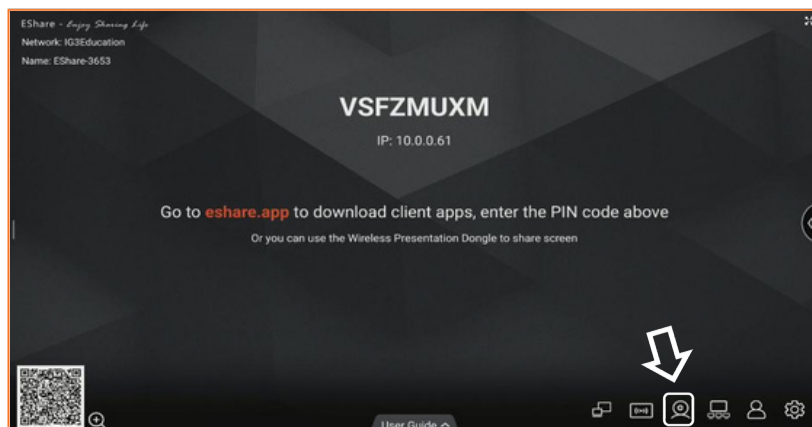 EShare - Enjoy Sharing Life
Network: IG3Education
Name: EShare-3653
VSFZMUXM
IP: 10.0.0.61
Go to eshare.app to download client apps, enter the PIN code above
Or you can use the Wireless Presentation Dongle to share screen
User Guide